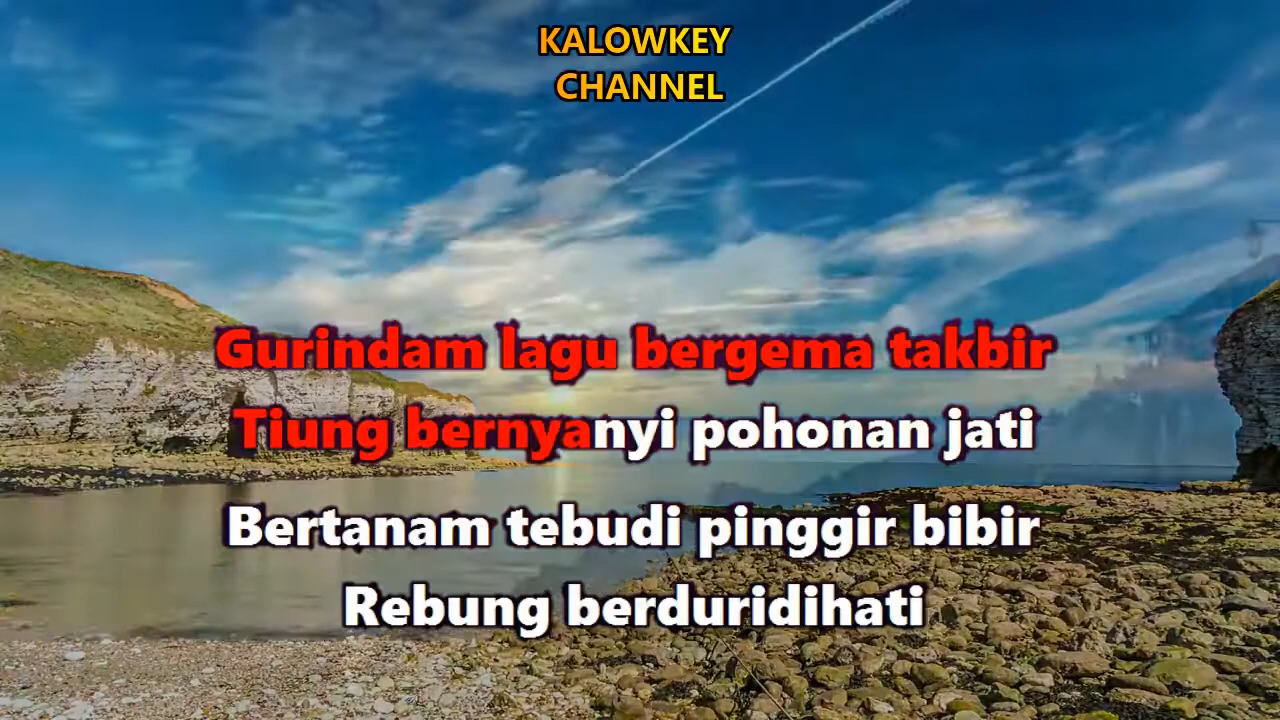 KALOWKEY
CHANNEL
Gurindam lagu bergema takbir
Tiung bernyanyi pohonan jati
Bertanam tebudi pinggir bibir
Rebung berduridihati